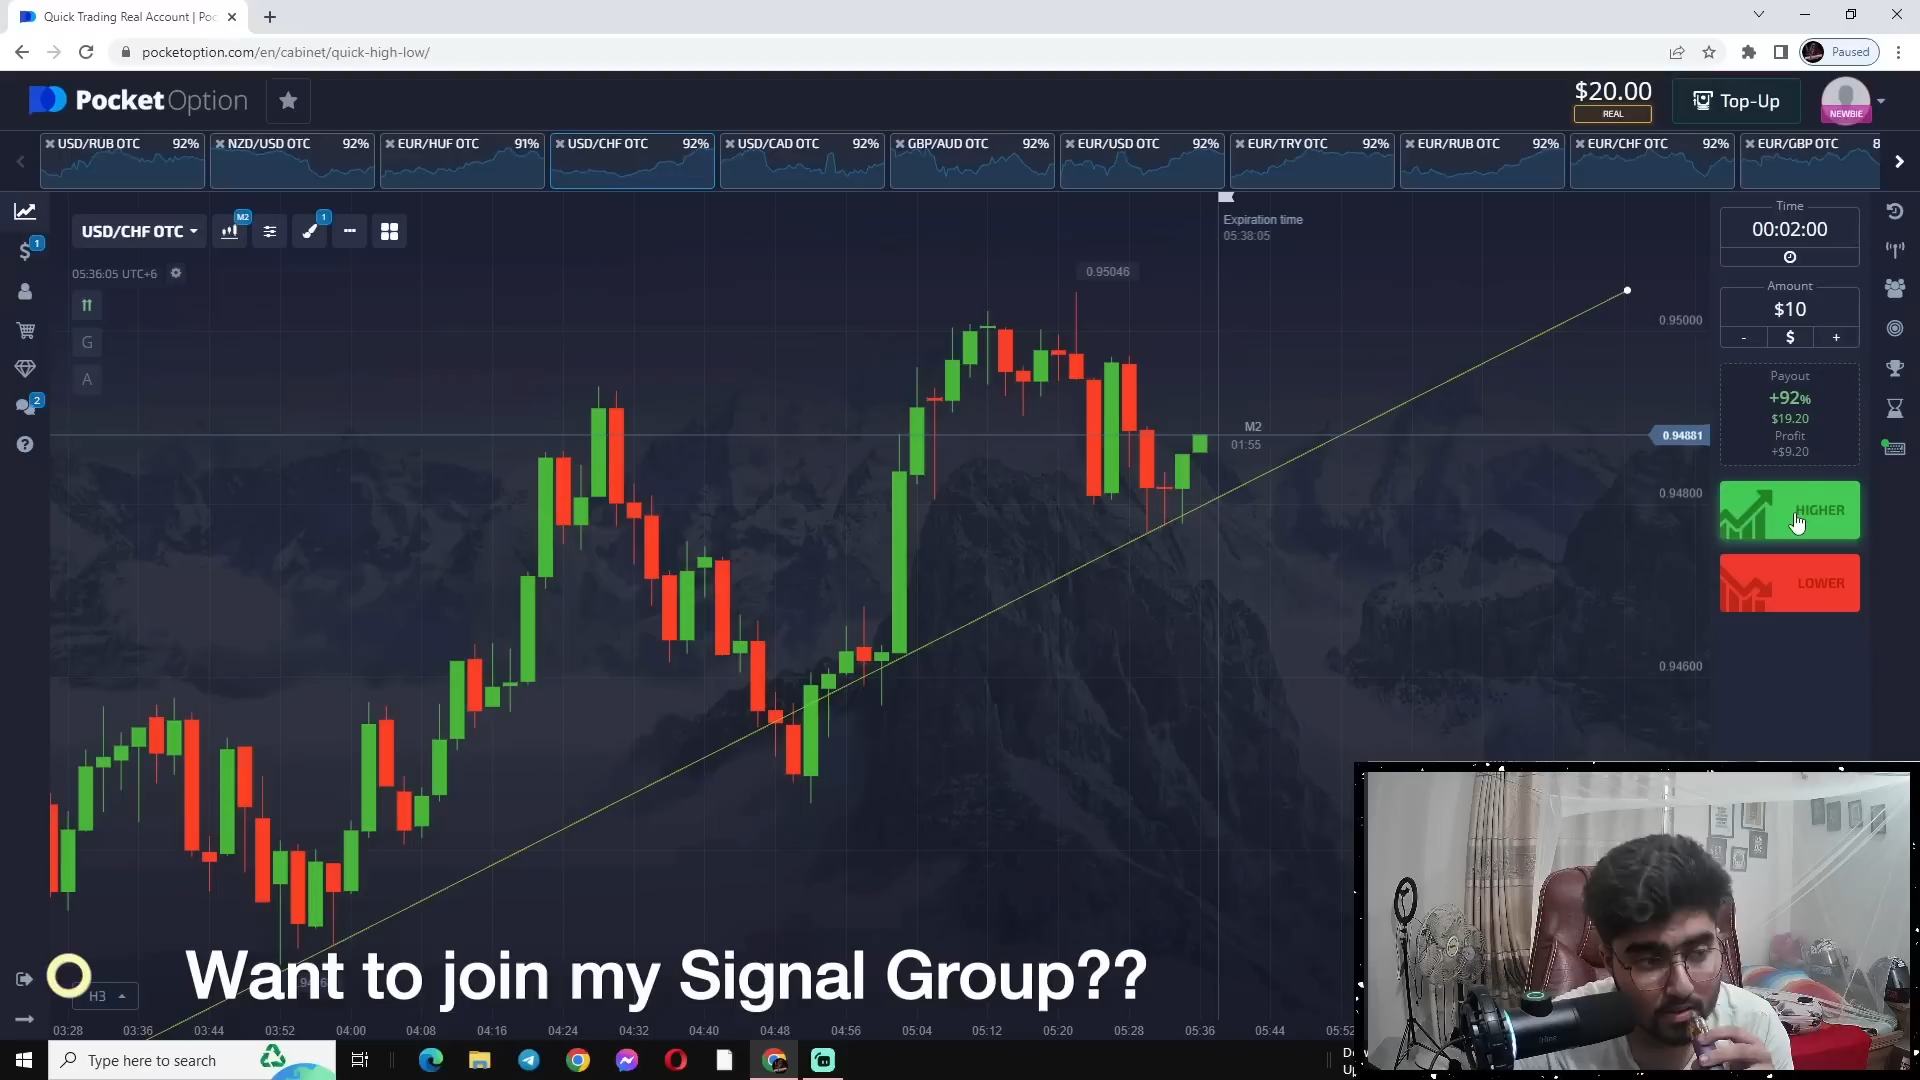 Quick Trading Real Account | Poc
pocketoption.com/en/cabinet/quick-high-low/
Paused
PocketOption
$20.00
REAL
Top-Up
NEWBIE
USD/RUB OTC 92%
NZD/USD OTC 92%
EUR/HUF OTC 91%
USD/CHF OTC 92%
USD/CAD OTC 92%
GBP/AUD OTC 92%
EUR/USD OTC 92%
EUR/TRY OTC 92%
EUR/RUB OTC 92%
EUR/CHF OTC 92%
EUR/GBP OTC 8
USD/CHF OTC
M2
1
05:36:05 UTC+6
G
A
1
2
Expiration time
05:38:05
0.95046
M2
01:55
0.95000
0.94881
0.94800
0.94600
Time
00:02:00
Amount
$10
- $ +
Payout
+92%
$19.20
Profit
+$9.20
HIGHER
LOWER
Want to join my Signal Group??
H3
03:28 03:36 03:44 03:52 04:00 04:08 04:16 04:24 04:32 04:40 04:48 04:56 05:04 05:12 05:20 05:28 05:36 05:44 05:52
Type here to search